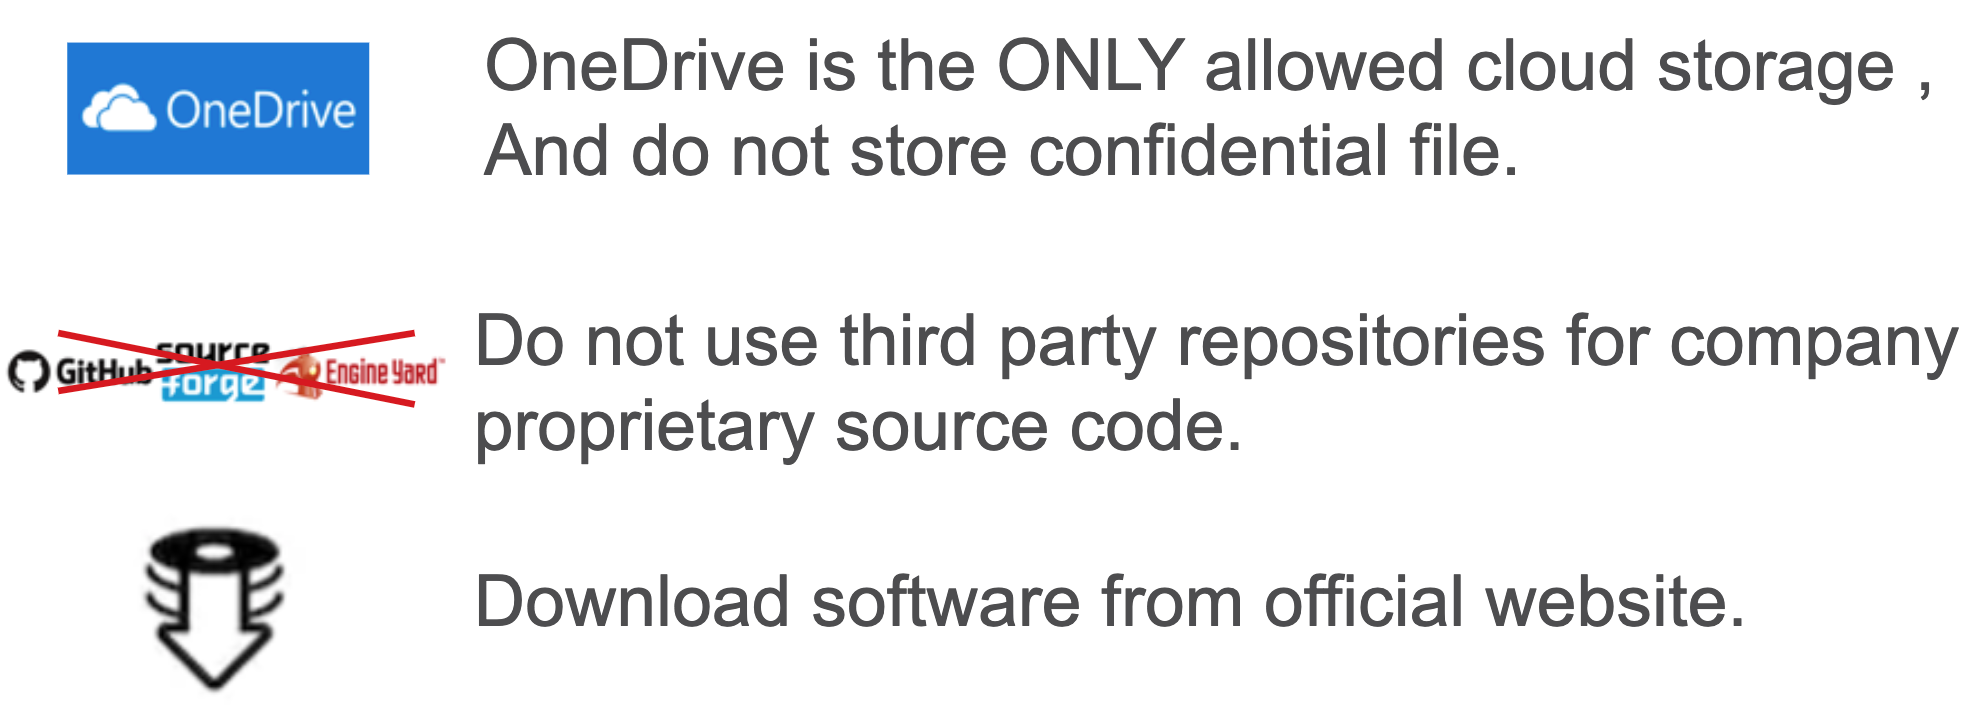 OneDrive
OneDrive is the ONLY allowed cloud storage ,
And do not store confidential file.
GitHub source forge Engine Yard™
Do not use third party repositories for company
proprietary source code.
Download software from official website.